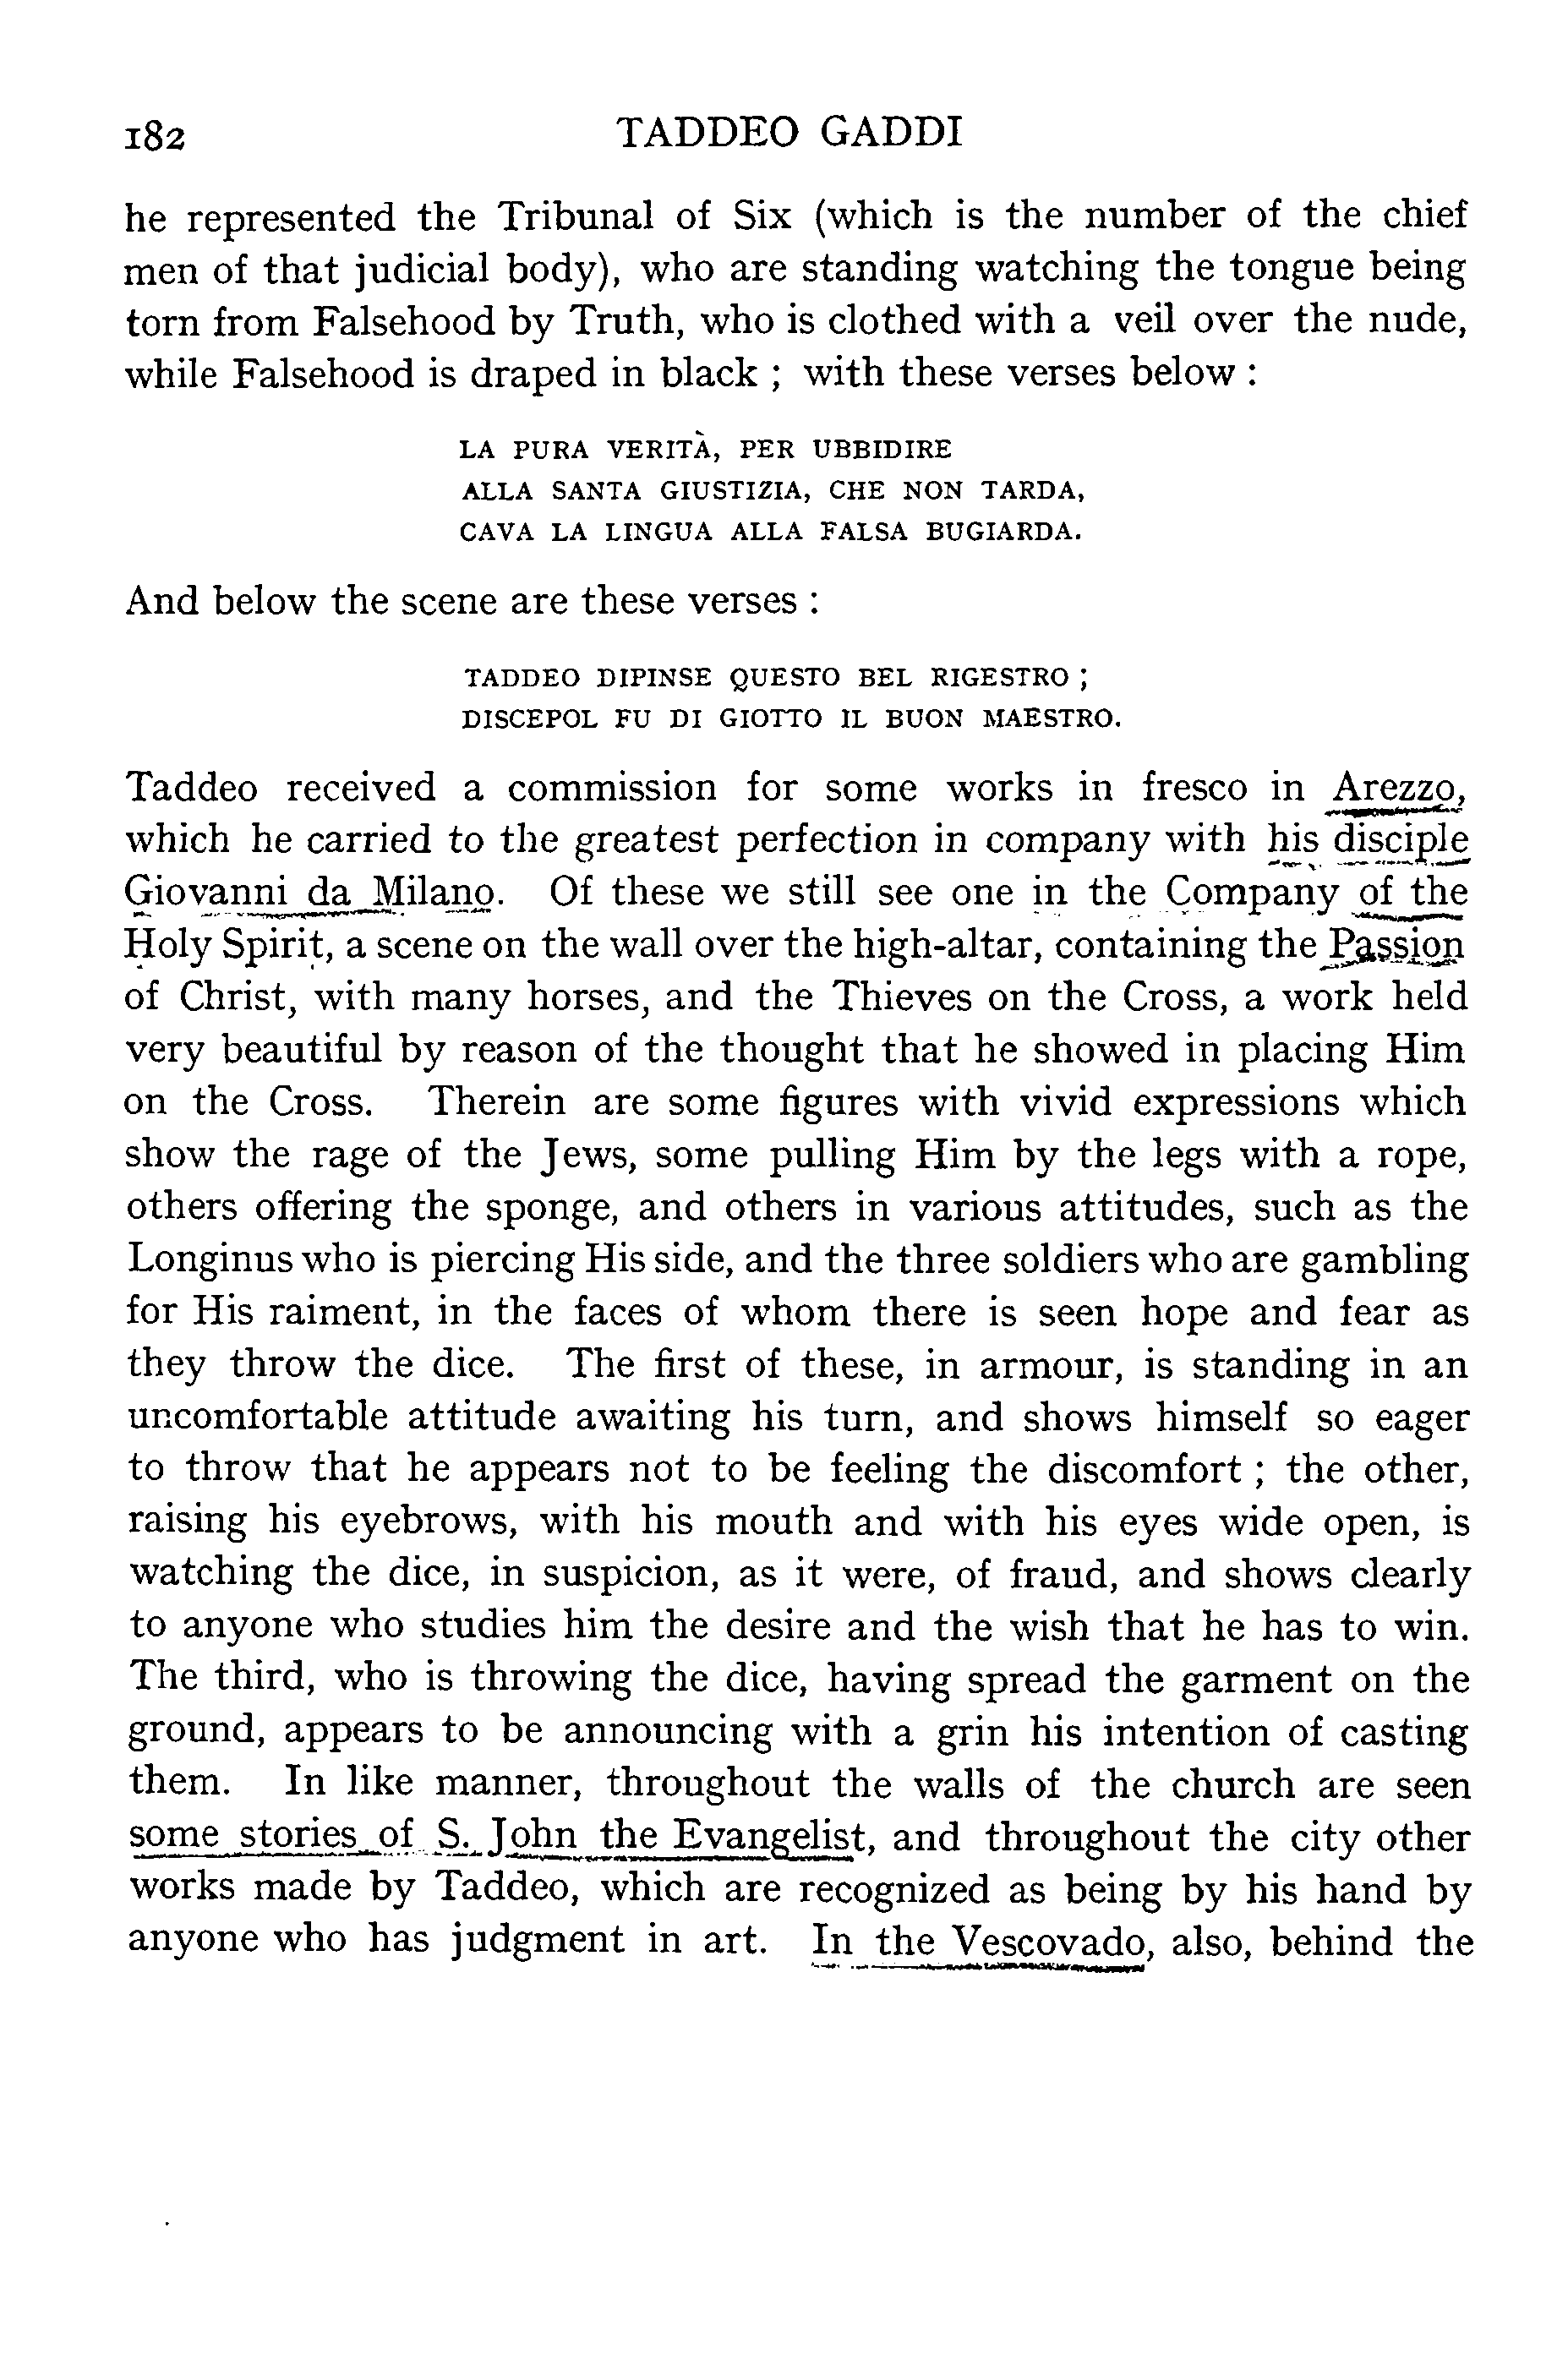 182 TADDEO GADDI
he represented the Tribunal of Six (which is the number of the chief
men of that judicial body), who are standing watching the tongue being
torn from Falsehood by Truth, who is clothed with a veil over the nude,
while Falsehood is draped in black ; with these verses below :
LA PURA VERITÀ, PER UBBIDIRE
ALLA SANTA GIUSTIZIA, CHE NON TARDA,
CAVA LA LINGUA ALLA FALSA BUGIARDA.
And below the scene are these verses :
TADDEO DIPINSE QUESTO BEL RIGESTRO ;
DISCEPOL FU DI GIOTTO IL BUON MAESTRO.
Taddeo received a commission for some works in fresco in Arezzo,
which he carried to the greatest perfection in company with his disciple
Giovanni da Milano. Of these we still see one in the Company of the
Holy Spirit, a scene on the wall over the high-altar, containing the Passion
of Christ, with many horses, and the Thieves on the Cross, a work held
very beautiful by reason of the thought that he showed in placing Him
on the Cross. Therein are some figures with vivid expressions which
show the rage of the Jews, some pulling Him by the legs with a rope,
others offering the sponge, and others in various attitudes, such as the
Longinus who is piercing His side, and the three soldiers who are gambling
for His raiment, in the faces of whom there is seen hope and fear as
they throw the dice. The first of these, in armour, is standing in an
uncomfortable attitude awaiting his turn, and shows himself so eager
to throw that he appears not to be feeling the discomfort ; the other,
raising his eyebrows, with his mouth and with his eyes wide open, is
watching the dice, in suspicion, as it were, of fraud, and shows clearly
to anyone who studies him the desire and the wish that he has to win.
The third, who is throwing the dice, having spread the garment on the
ground, appears to be announcing with a grin his intention of casting
them. In like manner, throughout the walls of the church are seen
some stories of S. John the Evangelist, and throughout the city other
works made by Taddeo, which are recognized as being by his hand by
anyone who has judgment in art. In the Vescovado, also, behind the